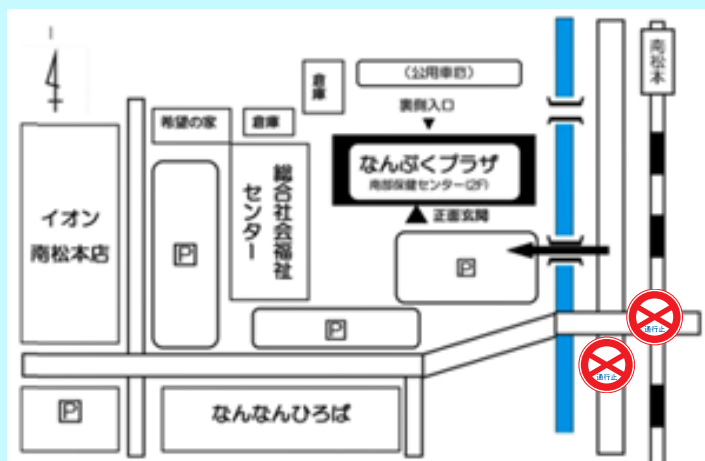 4
南松本
(公用車庫)
倉庫
裏側入口
希望の家
倉庫
なんぷくプラザ
南部保健センター(2F)
総合社会福祉
センター
正面玄関
イオン
南松本店
P
P
P
通行止
通行止
P
なんなんひろば